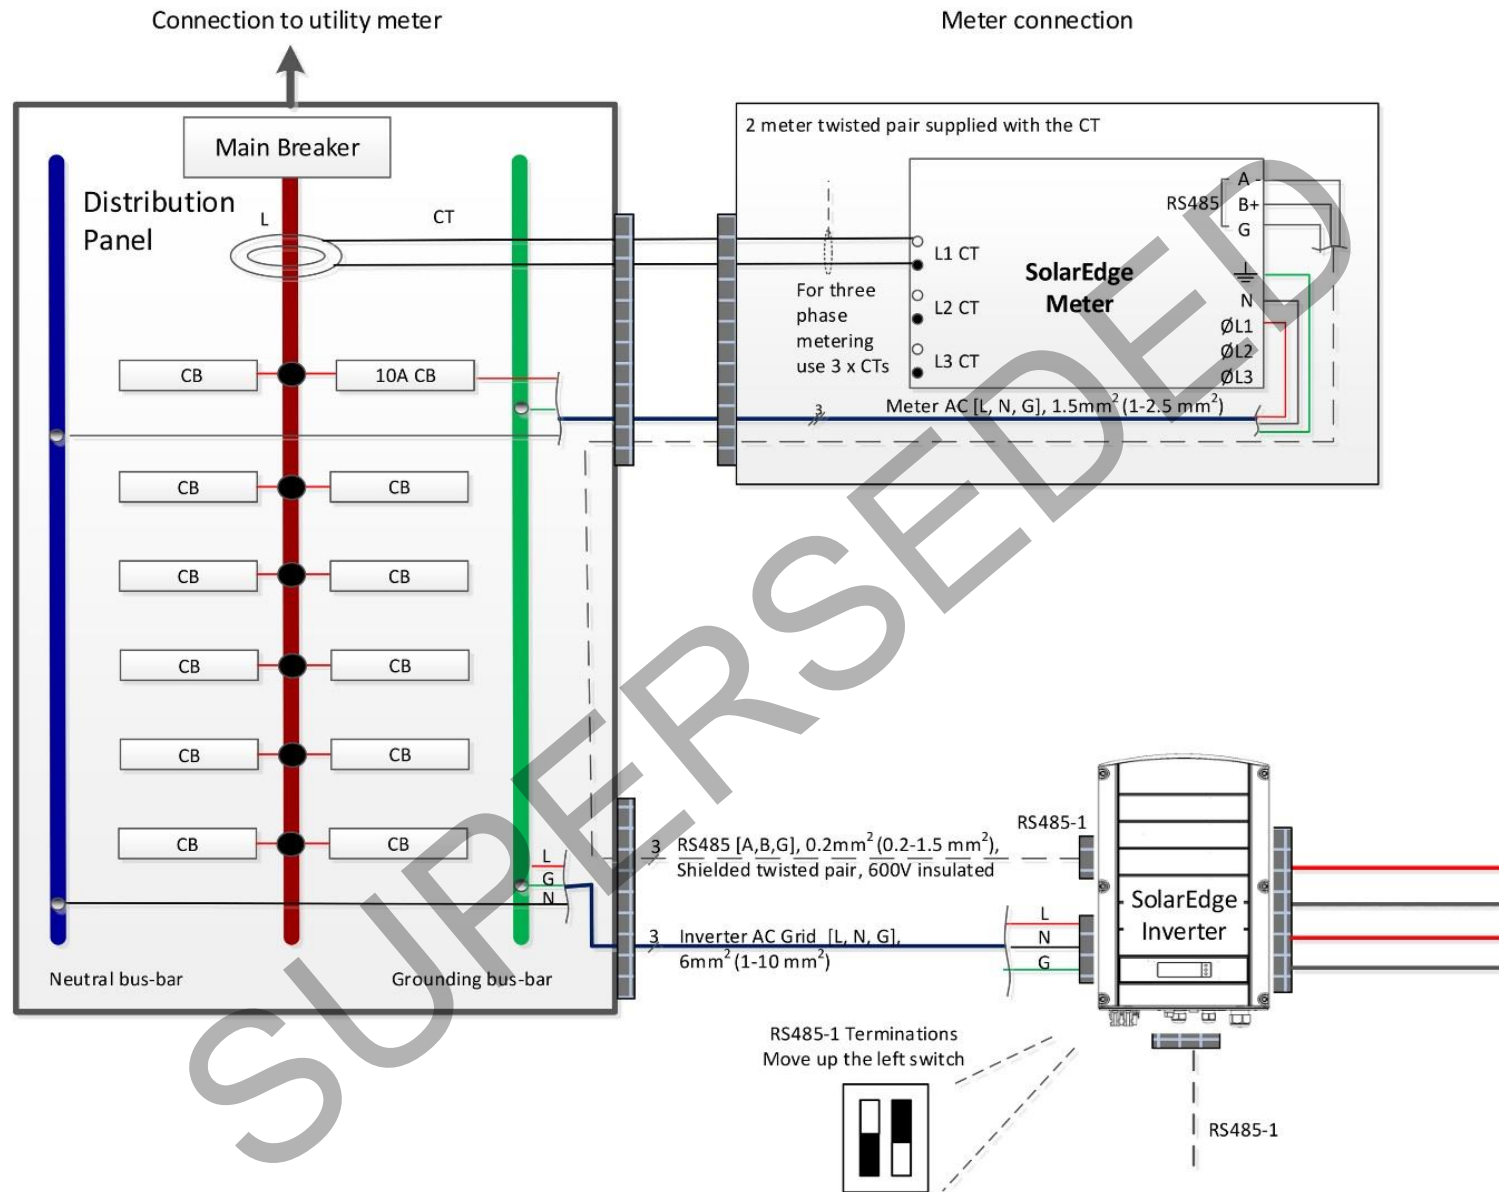 Connection to utility meter
Meter connection
Main Breaker
Distribution
Panel
L
CT
2 meter twisted pair supplied with the CT
A -
RS485
B+
G
L1 CT
SolarEdge
Meter
For three
phase
metering
use 3 x CTs
L2 CT
N
ØL1
ØL2
L3 CT
ØL3
CB
10A CB
3
Meter AC [L, N, G], 1.5mm² (1-2.5 mm²)
CB
CB
CB
CB
CB
CB
CB
CB
CB
CB
L
G
N
Neutral bus-bar
Grounding bus-bar
RS485-1
3
RS485 [A,B,G], 0.2mm² (0.2-1.5 mm²),
Shielded twisted pair, 600V insulated
3
Inverter AC Grid [L, N, G],
6mm² (1-10 mm²)
L
N
G
SolarEdge
Inverter
RS485-1 Terminations
Move up the left switch
RS485-1
SUPERSEDED